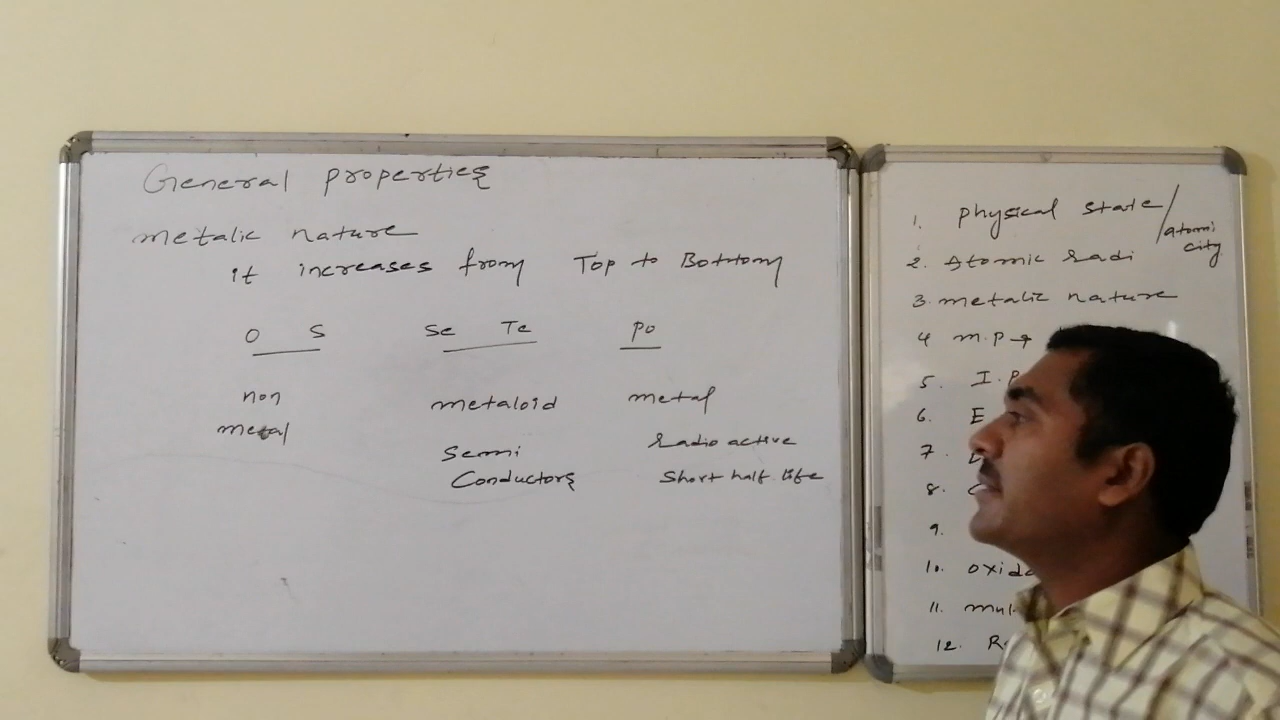 General properties
metalic nature
it increases from Top to Bottom
O S Se Te po
non metaloid metal
metal
Semi Radio active
Conductors Short half life
1. physical state/
atomi
city
2. Atomic Radi
3. metalic nature
4 m.p →
5. I.P
6. E
7.
8.
9.
10. oxida
11. mul
12. R